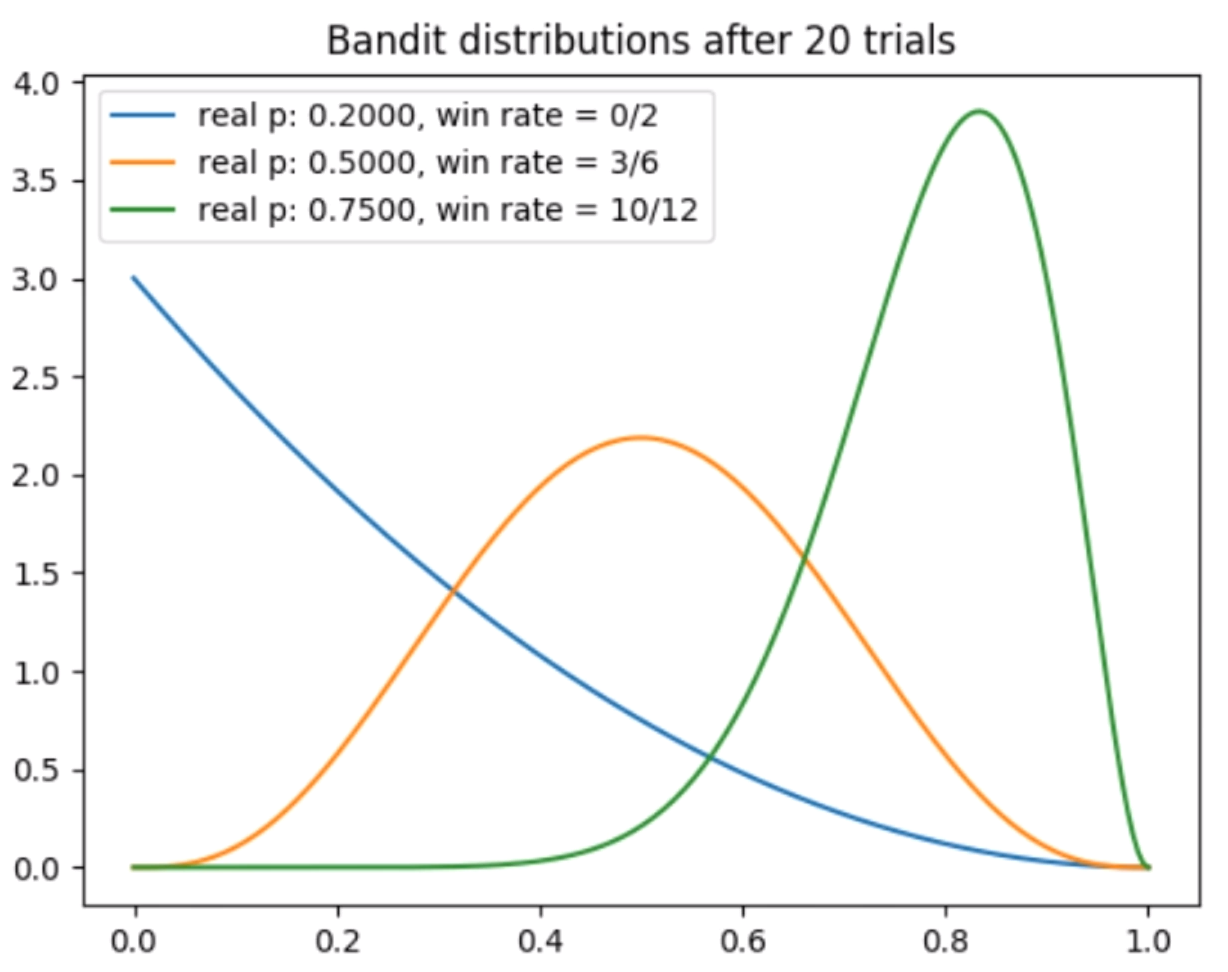 Bandit distributions after 20 trials
real p: 0.2000, win rate = 0/2
real p: 0.5000, win rate = 3/6
real p: 0.7500, win rate = 10/12
4.0
3.5
3.0
2.5
2.0
1.5
1.0
0.5
0.0
0.0 0.2 0.4 0.6 0.8 1.0